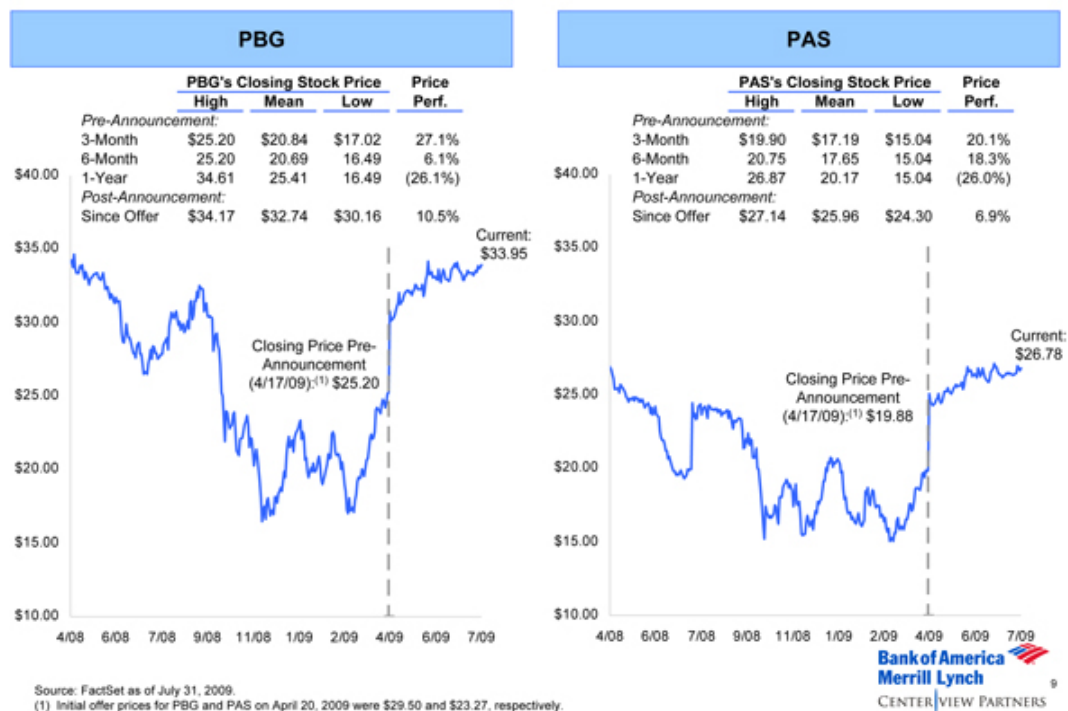 PBG
PBG's Closing Stock Price Price
High Mean Low Perf.
Pre-Announcement:
3-Month $25.20 $20.84 $17.02 27.1%
6-Month 25.20 20.69 16.49 6.1%
1-Year 34.61 25.41 16.49 (26.1%)
Post-Announcement:
Since Offer $34.17 $32.74 $30.16 10.5%
$40.00
$35.00
$30.00
$25.00
$20.00
$15.00
$10.00
Current:
$33.95
Closing Price Pre-
Announcement
(4/17/09):(1) $25.20
4/08 6/08 7/08 9/08 11/08 1/09 2/09 4/09 6/09 7/09
PAS
PAS's Closing Stock Price Price
High Mean Low Perf.
Pre-Announcement:
3-Month $19.90 $17.19 $15.04 20.1%
6-Month 20.75 17.65 15.04 18.3%
1-Year 26.87 20.17 15.04 (26.0%)
Post-Announcement:
Since Offer $27.14 $25.96 $24.30 6.9%
$40.00
$35.00
$30.00
$25.00
$20.00
$15.00
$10.00
Current:
$26.78
Closing Price Pre-
Announcement
(4/17/09):(1) $19.88
4/08 6/08 7/08 9/08 11/08 1/09 2/09 4/09 6/09 7/09
Bank of America
Merrill Lynch
CENTERVIEW PARTNERS
9
Source: FactSet as of July 31, 2009.
(1) Initial offer prices for PBG and PAS on April 20, 2009 were $29.50 and $23.27, respectively.